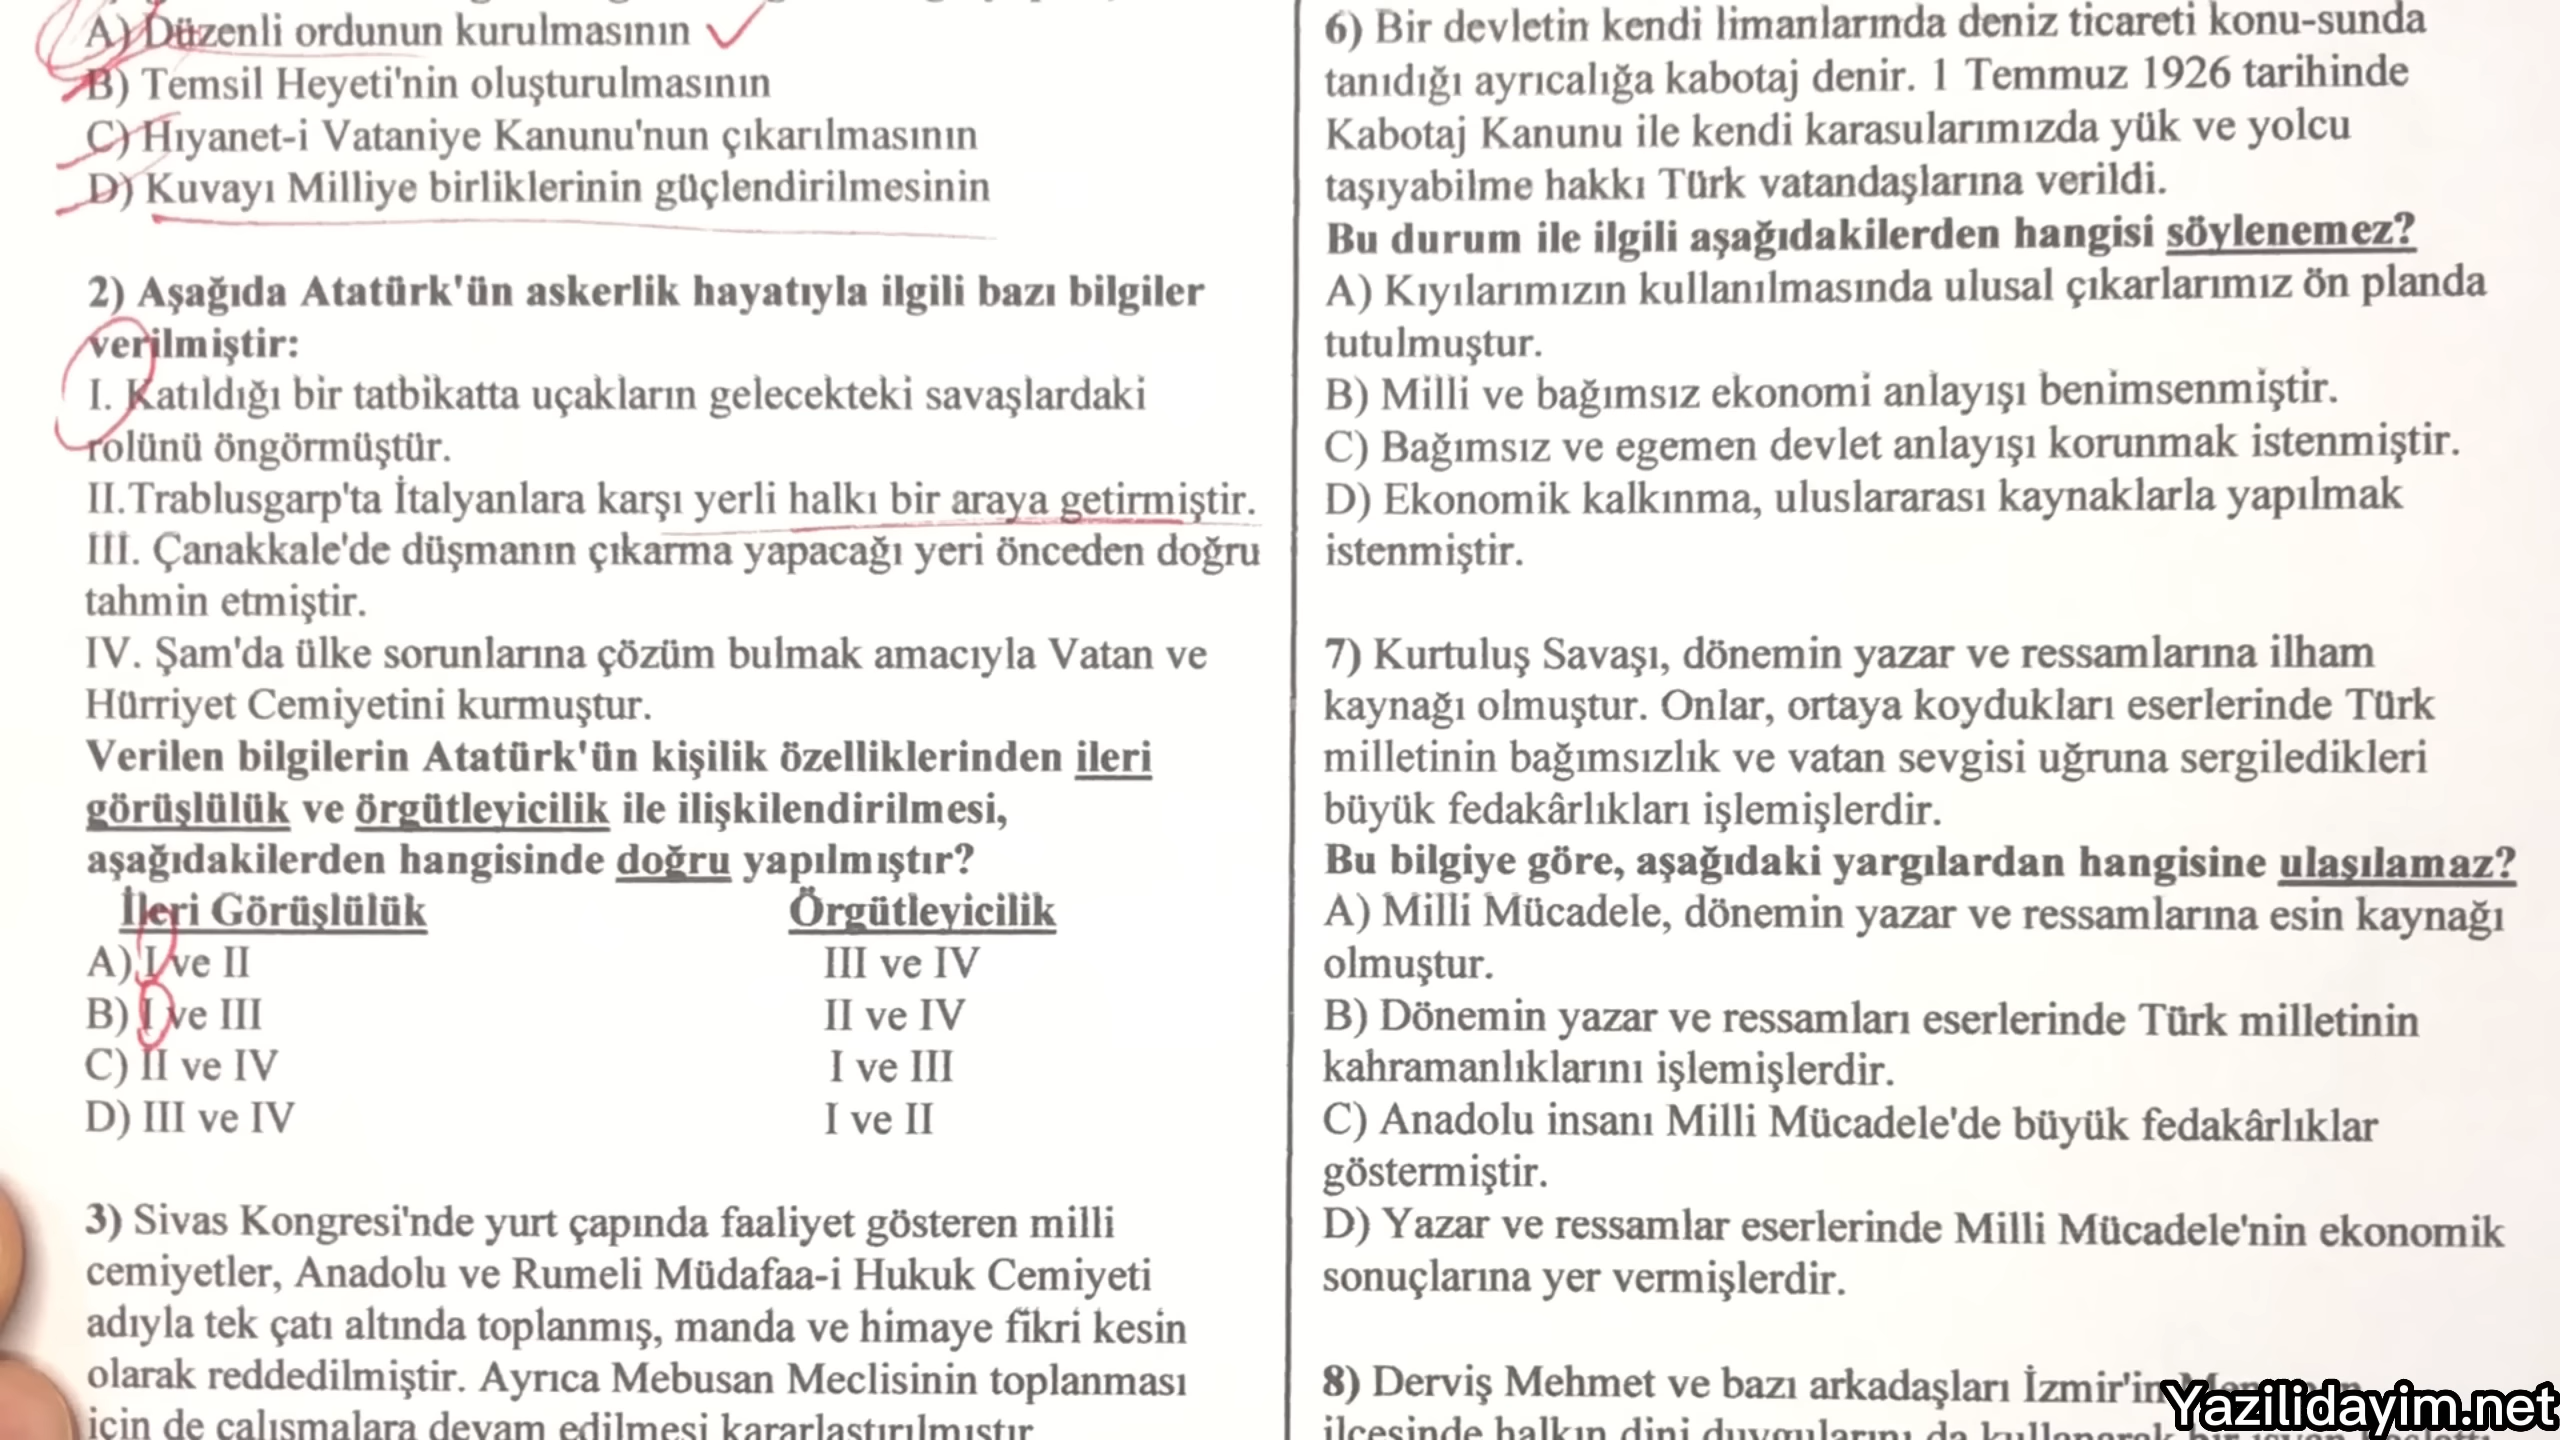 A) Düzenli ordunun kurulmasının
B) Temsil Heyeti'nin oluşturulmasının
C) Hıyanet-i Vataniye Kanunu'nun çıkarılmasının
D) Kuvayı Milliye birliklerinin güçlendirilmesinin
2) Aşağıda Atatürk'ün askerlik hayatıyla ilgili bazı bilgiler
verilmiştir:
I. Katıldığı bir tatbikatta uçakların gelecekteki savaşlardaki
rolünü öngörmüştür.
II.Trablusgarp'ta İtalyanlara karşı yerli halkı bir araya getirmiştir.
III. Çanakkale'de düşmanın çıkarma yapacağı yeri önceden doğru
tahmin etmiştir.
IV. Şam'da ülke sorunlarına çözüm bulmak amacıyla Vatan ve
Hürriyet Cemiyetini kurmuştur.
Verilen bilgilerin Atatürk'ün kişilik özelliklerinden ileri
görüşlülük ve örgütleyicilik ile ilişkilendirilmesi,
aşağıdakilerden hangisinde doğru yapılmıştır?
İleri Görüşlülük Örgütleyicilik
A) I ve II III ve IV
B) I ve III II ve IV
C) II ve IV I ve III
D) III ve IV I ve II
3) Sivas Kongresi'nde yurt çapında faaliyet gösteren milli
cemiyetler, Anadolu ve Rumeli Müdafaa-i Hukuk Cemiyeti
adıyla tek çatı altında toplanmış, manda ve himaye fikri kesin
olarak reddedilmiştir. Ayrıca Mebusan Meclisinin toplanması
için de çalışmalara devam edilmesi kararlaştırılmıştır
6) Bir devletin kendi limanlarında deniz ticareti konu-sunda
tanıdığı ayrıcalığa kabotaj denir. 1 Temmuz 1926 tarihinde
Kabotaj Kanunu ile kendi karasularımızda yük ve yolcu
taşıyabilme hakkı Türk vatandaşlarına verildi.
Bu durum ile ilgili aşağıdakilerden hangisi söylenemez?
A) Kıyılarımızın kullanılmasında ulusal çıkarlarımız ön planda
tutulmuştur.
B) Milli ve bağımsız ekonomi anlayışı benimsenmiştir.
C) Bağımsız ve egemen devlet anlayışı korunmak istenmiştir.
D) Ekonomik kalkınma, uluslararası kaynaklarla yapılmak
istenmiştir.
7) Kurtuluş Savaşı, dönemin yazar ve ressamlarına ilham
kaynağı olmuştur. Onlar, ortaya koydukları eserlerinde Türk
milletinin bağımsızlık ve vatan sevgisi uğruna sergiledikleri
büyük fedakârlıkları işlemişlerdir.
Bu bilgiye göre, aşağıdaki yargılardan hangisine ulaşılamaz?
A) Milli Mücadele, dönemin yazar ve ressamlarına esin kaynağı
olmuştur.
B) Dönemin yazar ve ressamları eserlerinde Türk milletinin
kahramanlıklarını işlemişlerdir.
C) Anadolu insanı Milli Mücadele'de büyük fedakârlıklar
göstermiştir.
D) Yazar ve ressamlar eserlerinde Milli Mücadele'nin ekonomik
sonuçlarına yer vermişlerdir.
8) Derviş Mehmet ve bazı arkadaşları İzmir'in
ilçesinde halkın dini duygularını da kullanarak
Yazilidayim.net